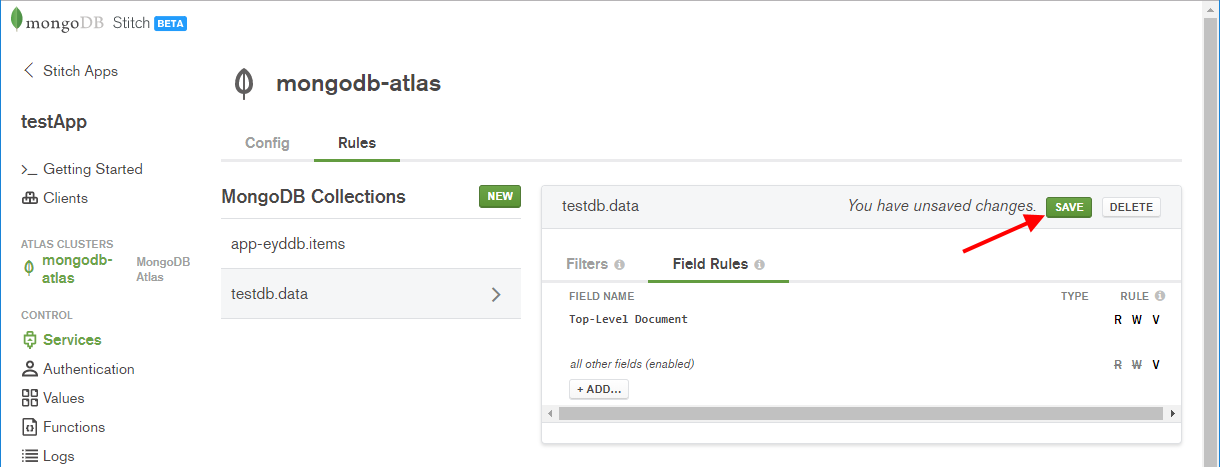 mongoDB Stitch BETA
Stitch Apps
testApp
>_ Getting Started
Clients
ATLAS CLUSTERS
mongodb-atlas
MongoDB Atlas
CONTROL
Services
Authentication
Values
Functions
Logs
mongodb-atlas
Config Rules
MongoDB Collections NEW
app-eyddb.items
testdb.data
testdb.data You have unsaved changes. SAVE DELETE
Filters Field Rules
FIELD NAME TYPE RULE
Top-Level Document R W V
all other fields (enabled) R W V
+ ADD...